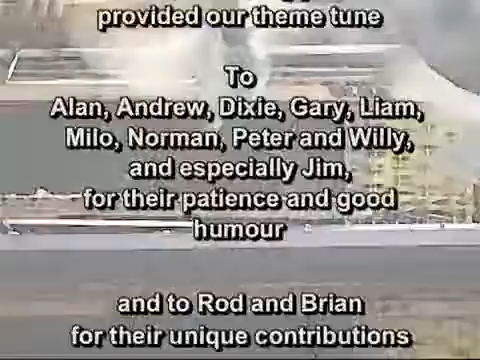 provided our theme tune
To
Alan, Andrew, Dixie, Gary, Liam,
Milo, Norman, Peter and Willy,
and especially Jim,
for their patience and good
humour
and to Rod and Brian
for their unique contributions